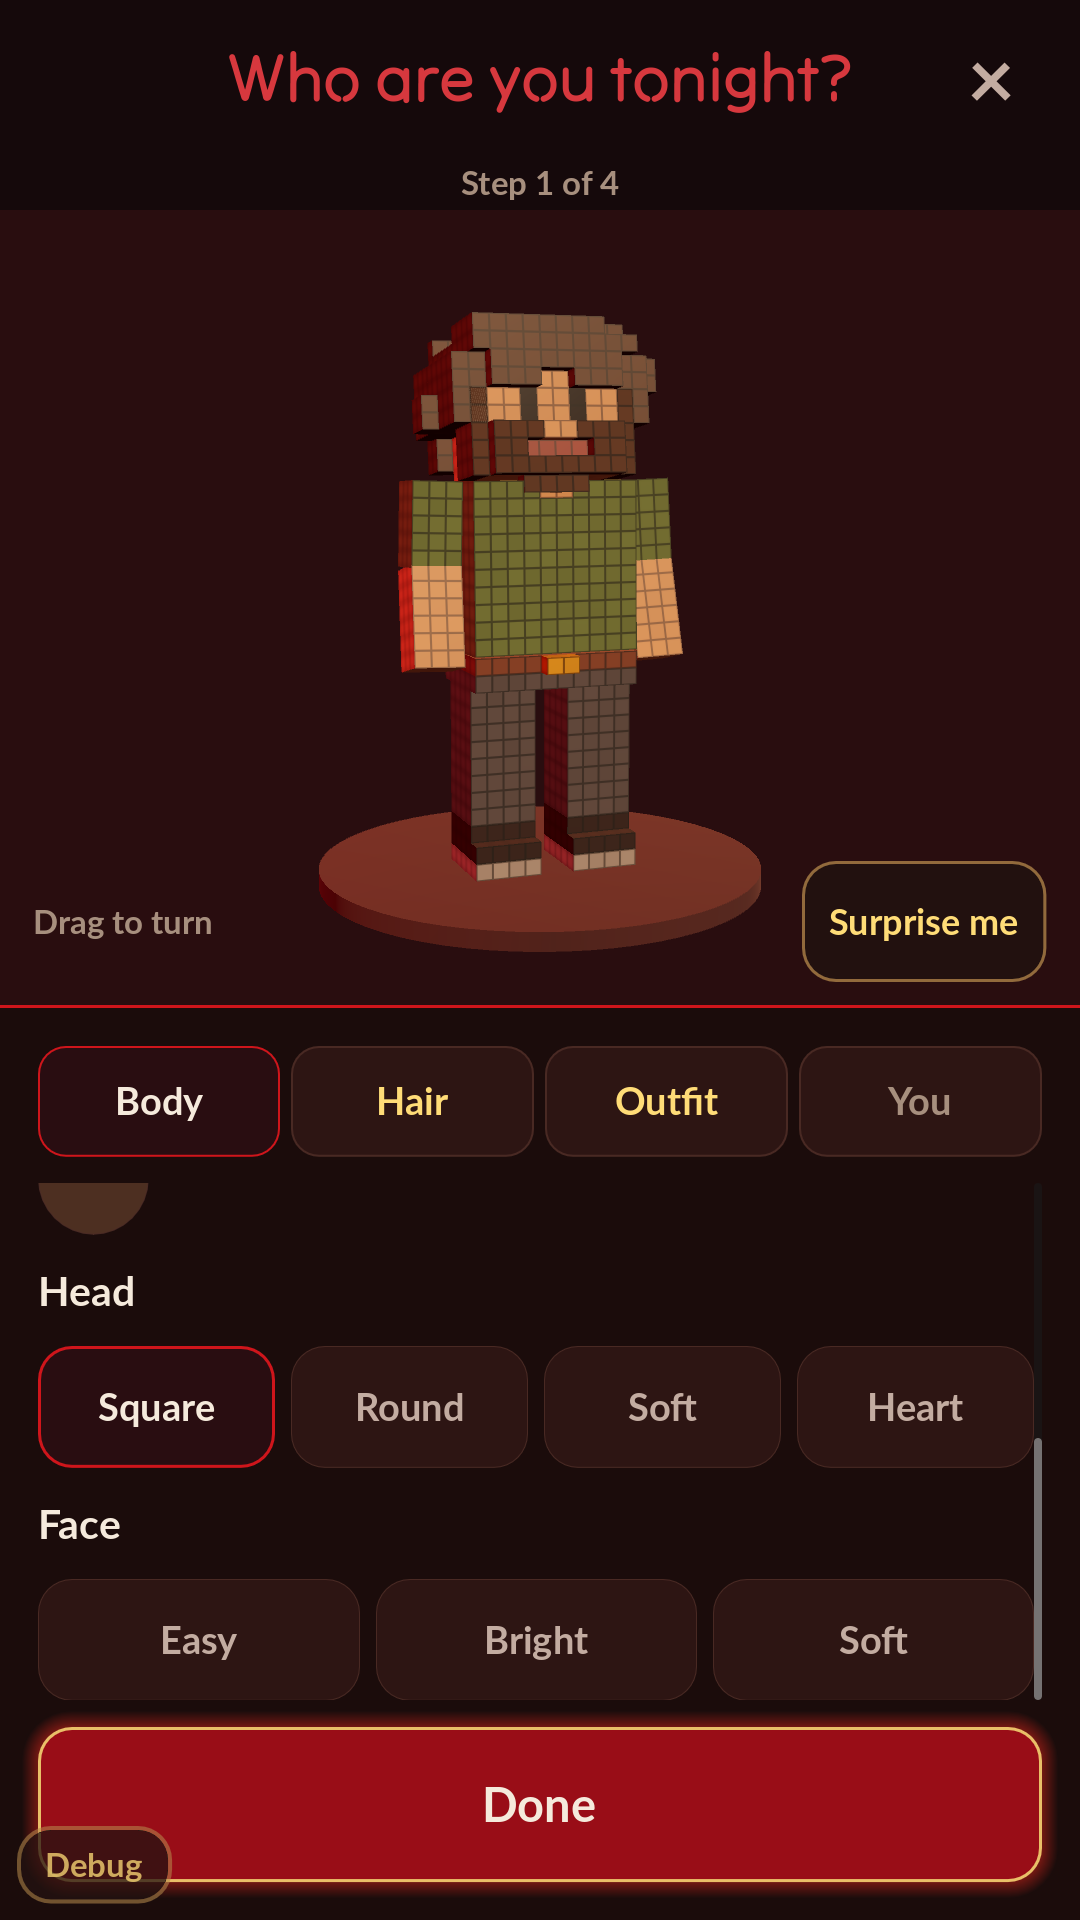 Who are you tonight?
Step 1 of 4
Drag to turn
Surprise me
Body Hair Outfit You
Head
Square Round Soft Heart
Face
Easy Bright Soft
Done
Debug